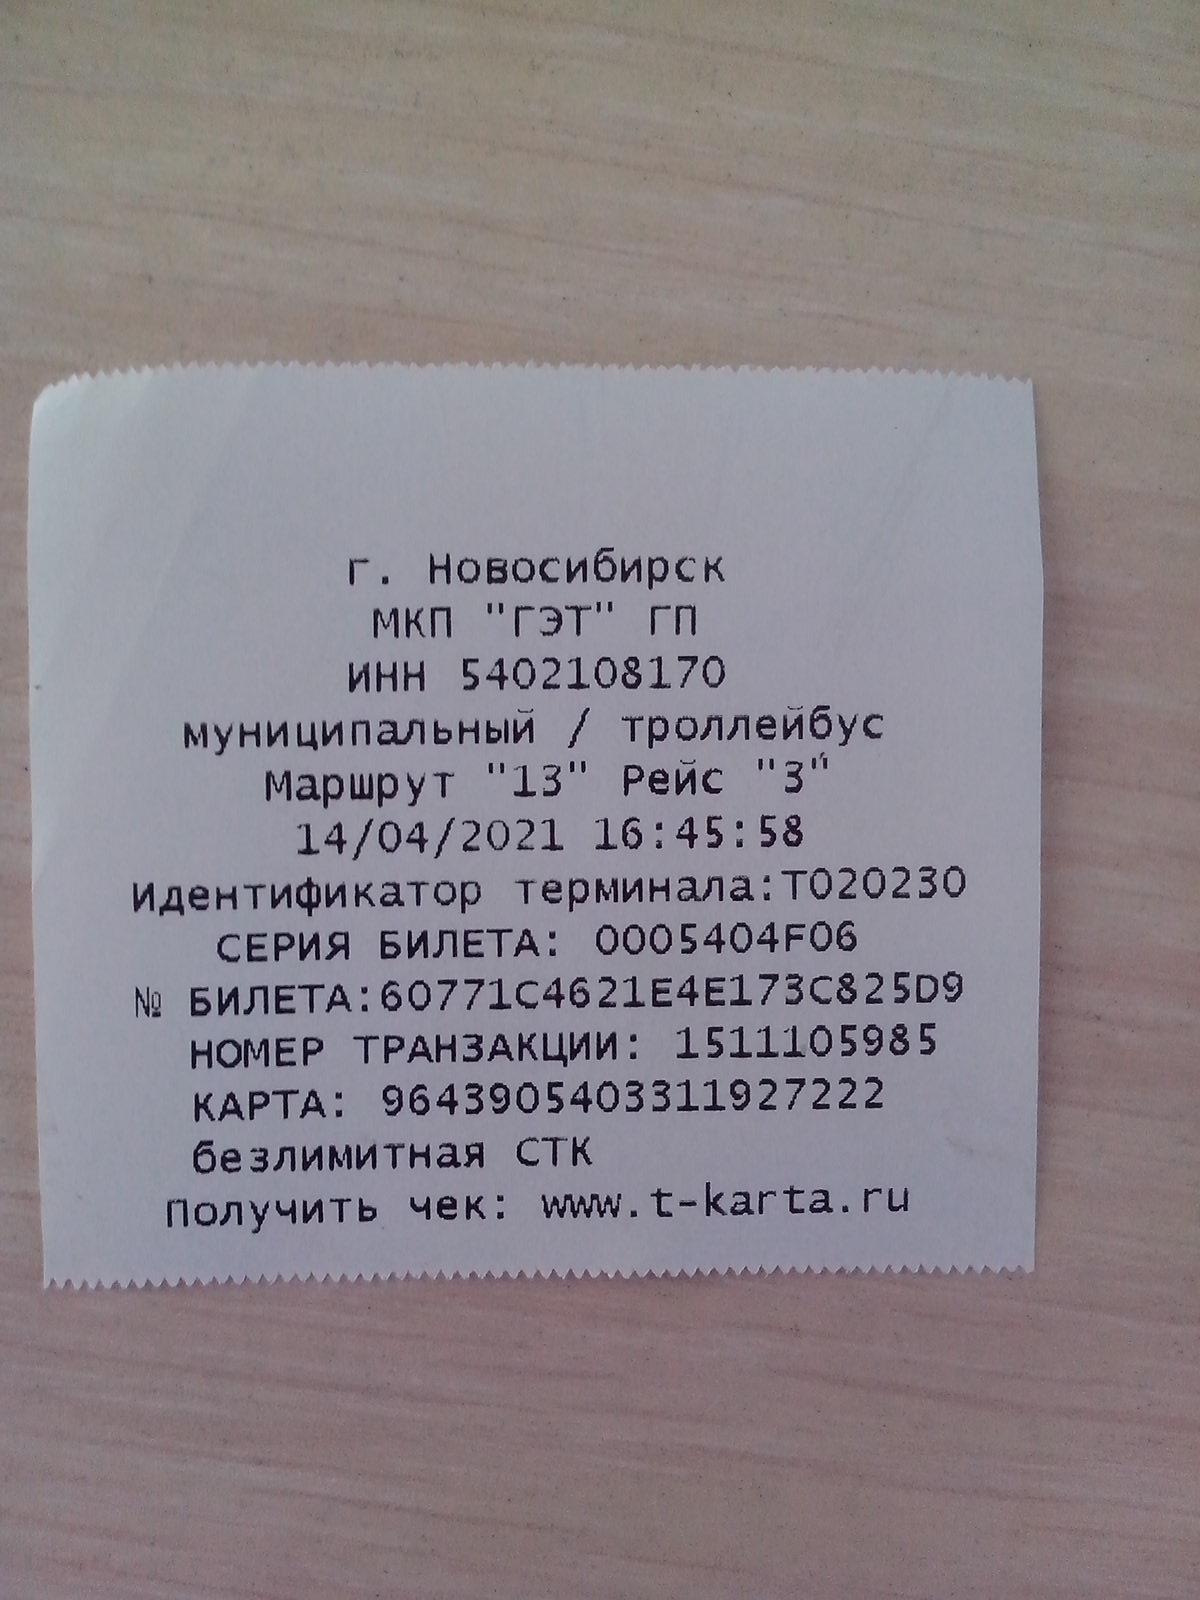 г. Новосибирск
МКП "ГЭТ" ГП
ИНН 5402108170
муниципальный / троллейбус
Маршрут "13" Рейс "3"
14/04/2021 16:45:58
Идентификатор терминала:T020230
СЕРИЯ БИЛЕТА: 0005404F06
№ БИЛЕТА:60771C4621E4E173C825D9
НОМЕР ТРАНЗАКЦИИ: 1511105985
КАРТА: 9643905403311927222
безлимитная СТК
Получить чек: www.t-karta.ru